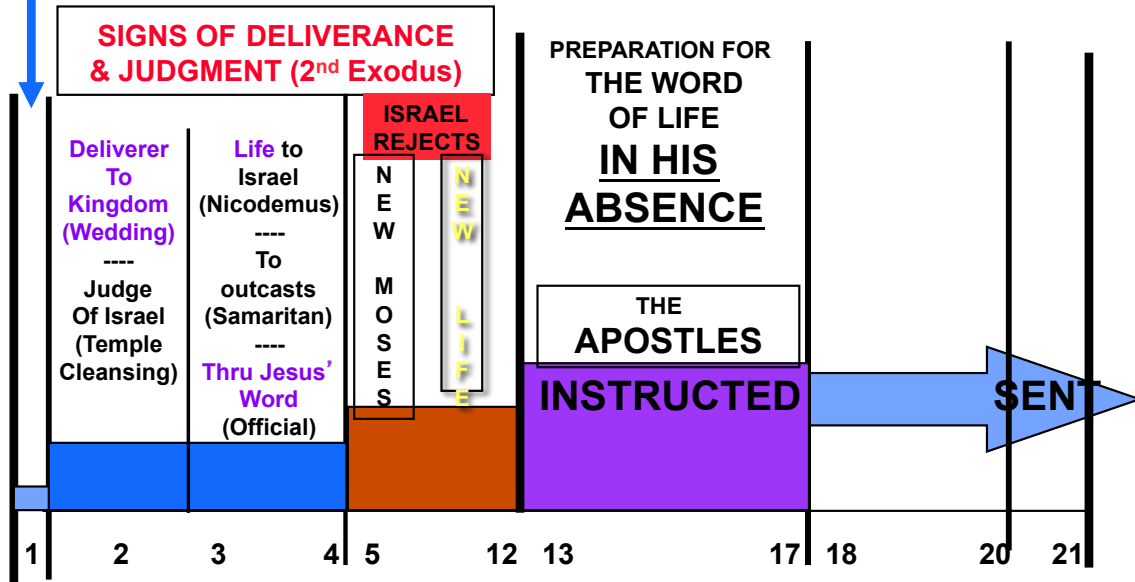 SIGNS OF DELIVERANCE
& JUDGMENT (2nd Exodus)
Deliverer
To
Kingdom
(Wedding)
----
Judge
Of Israel
(Temple
Cleansing)
Life to
Israel
(Nicodemus)
----
To
outcasts
(Samaritan)
----
Thru Jesus’
Word
(Official)
ISRAEL
REJECTS
N
E
W
M
O
S
E
S
N
E
W
L
I
F
E
PREPARATION FOR
THE WORD
OF LIFE
IN HIS
ABSENCE
THE
APOSTLES
INSTRUCTED
SENT
1 2 3 4 5 12 13 17 18 20 21